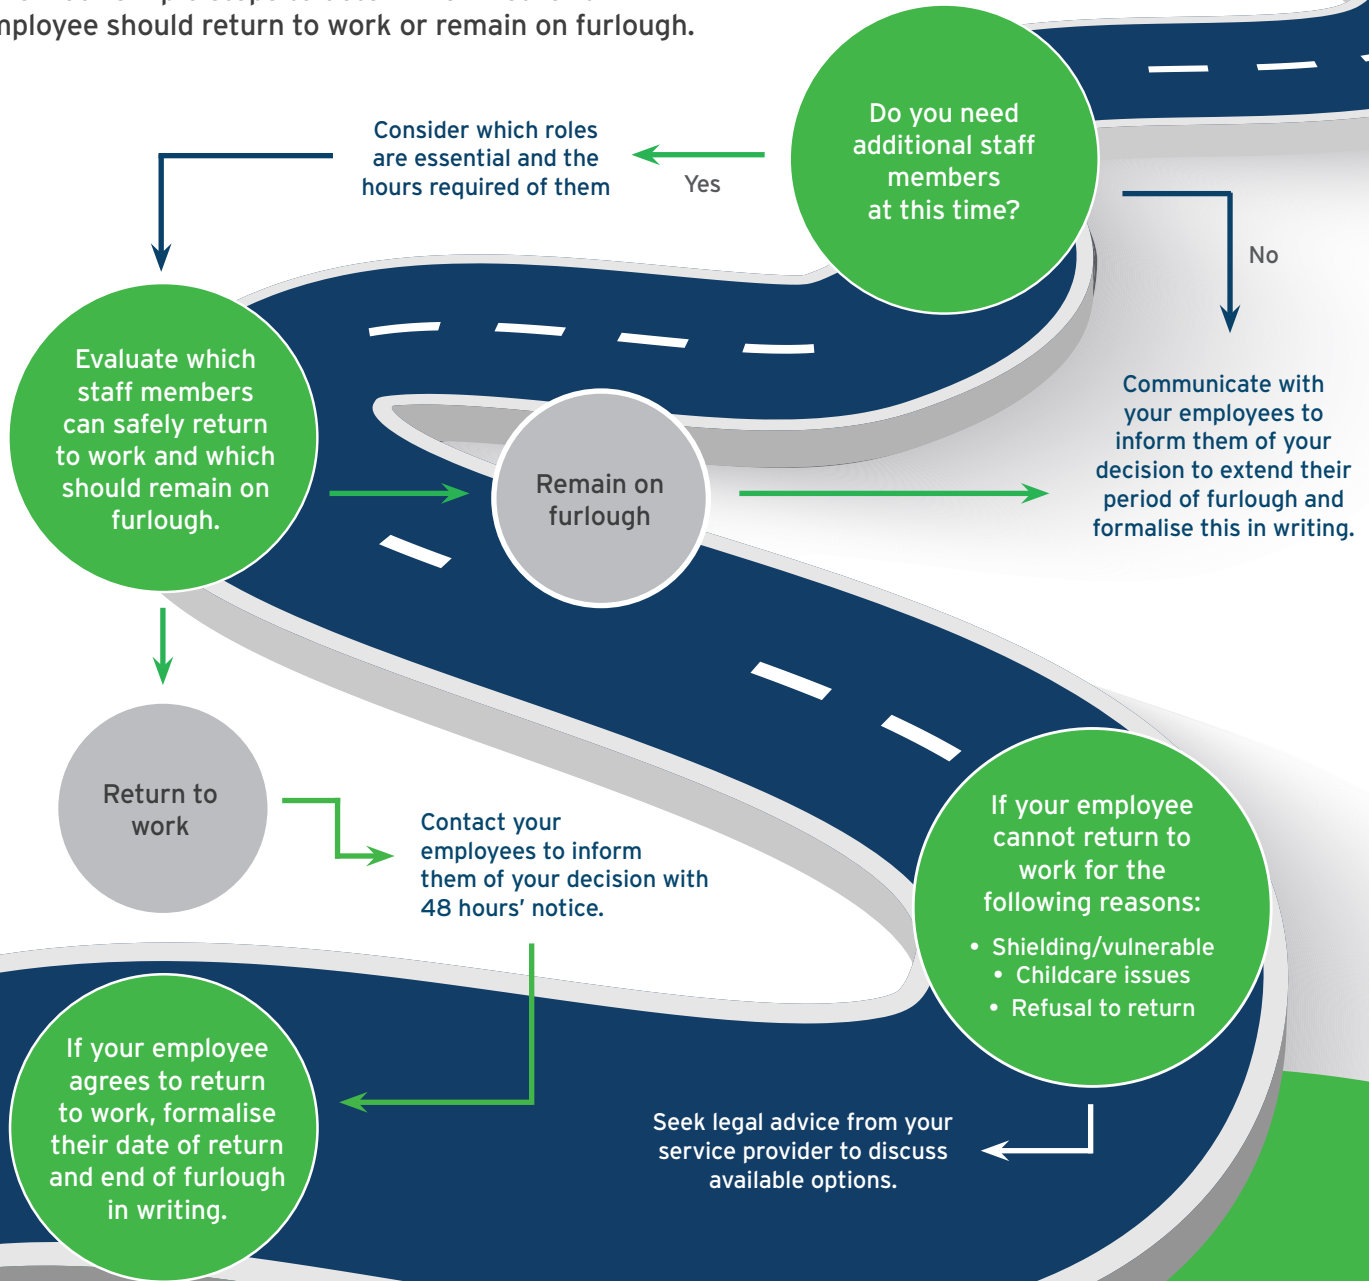 mployee should return to work or remain on furlough.
Do you need
additional staff
members
at this time?
Yes
Consider which roles
are essential and the
hours required of them
No
Communicate with
your employees to
inform them of your
decision to extend their
period of furlough and
formalise this in writing.
Evaluate which
staff members
can safely return
to work and which
should remain on
furlough.
Remain on
furlough
Return to
work
Contact your
employees to inform
them of your decision with
48 hours’ notice.
If your employee
cannot return to
work for the
following reasons:
• Shielding/vulnerable
• Childcare issues
• Refusal to return
Seek legal advice from your
service provider to discuss
available options.
If your employee
agrees to return
to work, formalise
their date of return
and end of furlough
in writing.